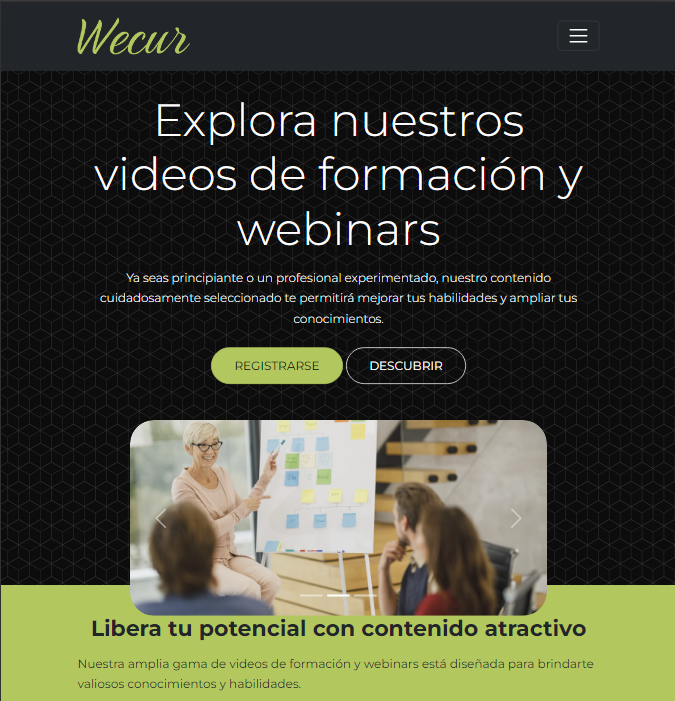 Wecur
Explora nuestros
videos de formación y
webinars
Ya seas principiante o un profesional experimentado, nuestro contenido
cuidadosamente seleccionado te permitirá mejorar tus habilidades y ampliar tus
conocimientos.
REGISTRARSE DESCUBRIR
Libera tu potencial con contenido atractivo
Nuestra amplia gama de videos de formación y webinars está diseñada para brindarte
valiosos conocimientos y habilidades.